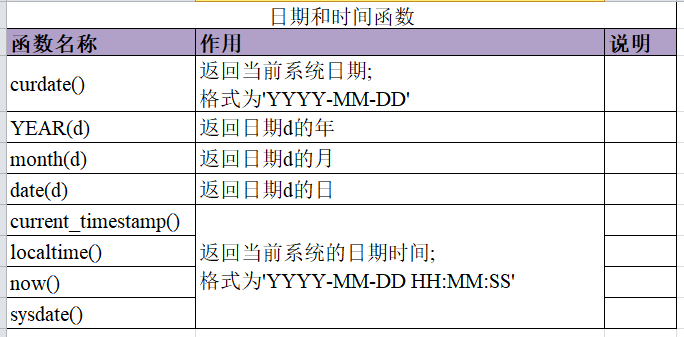 日期和时间函数
函数名称 作用 说明
curdate() 返回当前系统日期;
格式为'YYYY-MM-DD'
YEAR(d) 返回日期d的年
month(d) 返回日期d的月
date(d) 返回日期d的日
current_timestamp()
localtime() 返回当前系统的日期时间;
now() 格式为'YYYY-MM-DD HH:MM:SS'
sysdate()